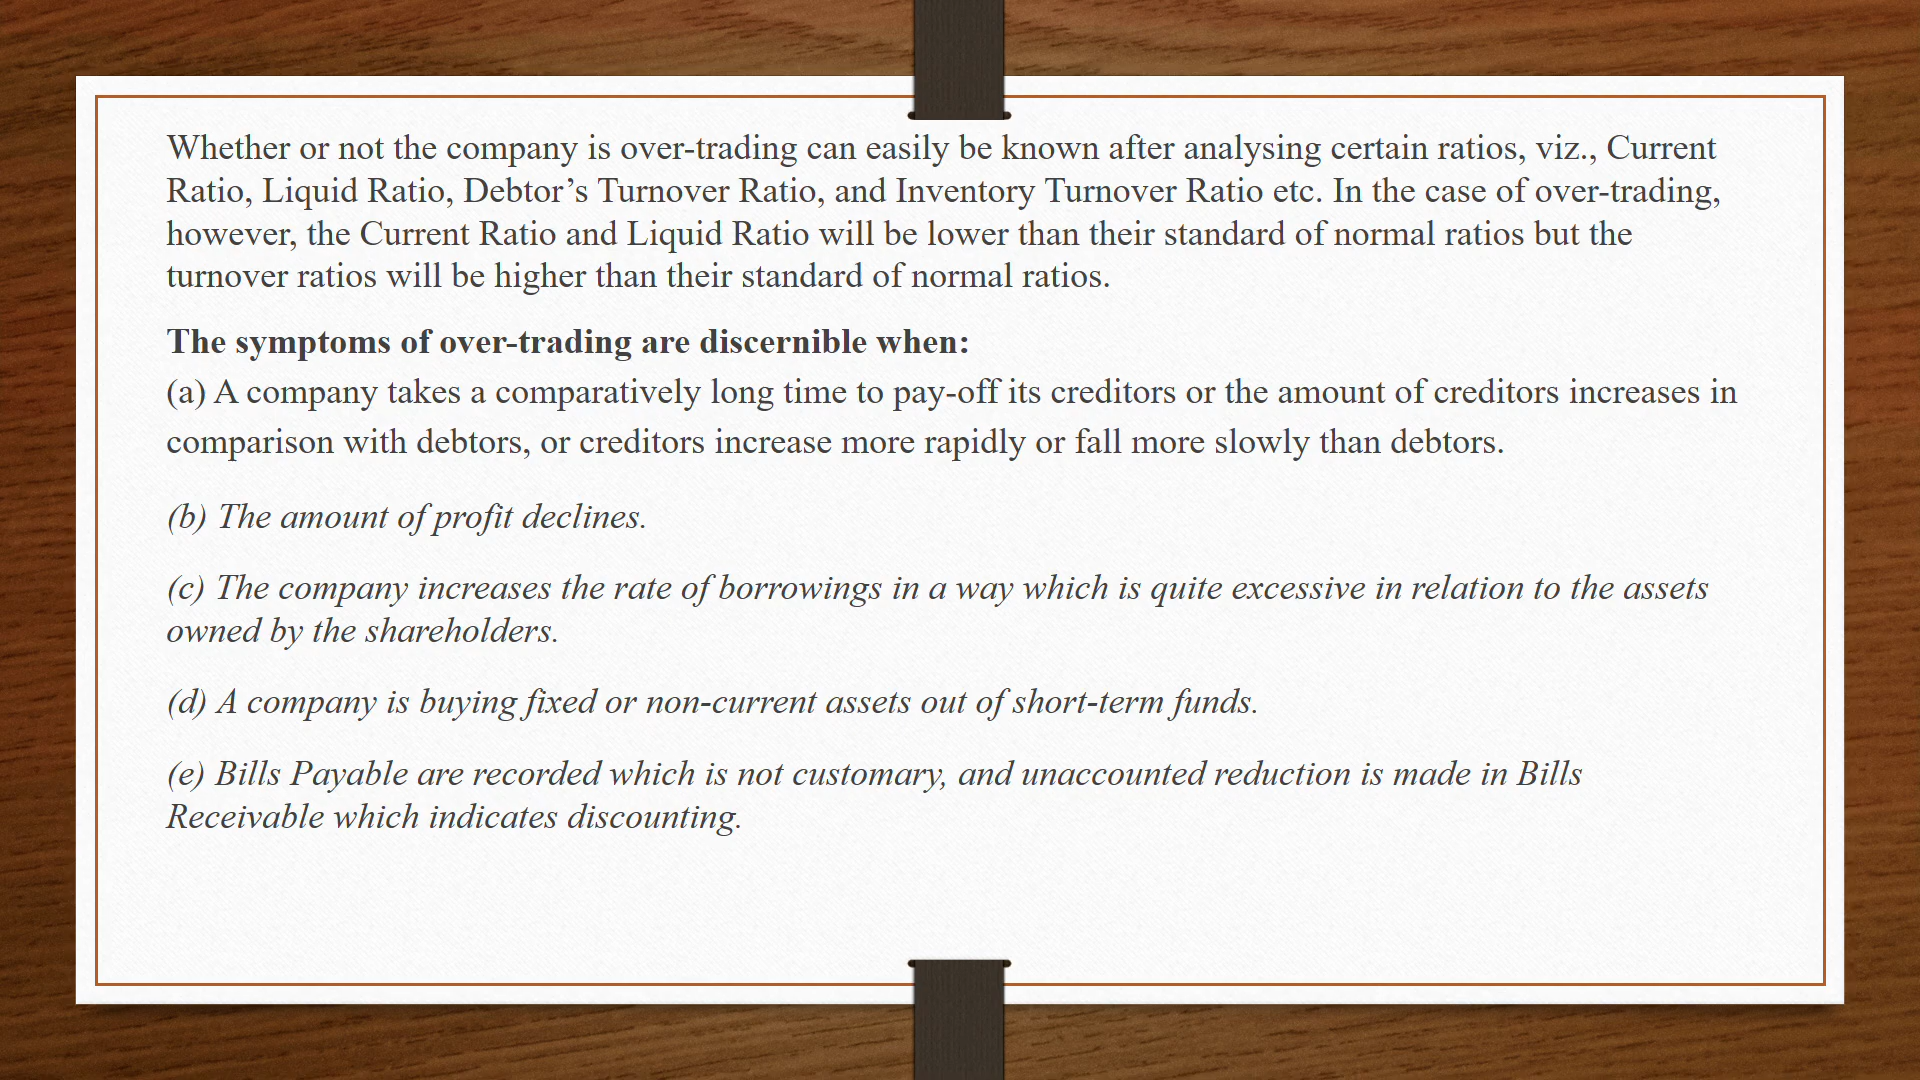 Whether or not the company is over-trading can easily be known after analysing certain ratios, viz., Current
Ratio, Liquid Ratio, Debtor’s Turnover Ratio, and Inventory Turnover Ratio etc. In the case of over-trading,
however, the Current Ratio and Liquid Ratio will be lower than their standard of normal ratios but the
turnover ratios will be higher than their standard of normal ratios.
The symptoms of over-trading are discernible when:
(a) A company takes a comparatively long time to pay-off its creditors or the amount of creditors increases in
comparison with debtors, or creditors increase more rapidly or fall more slowly than debtors.
(b) The amount of profit declines.
(c) The company increases the rate of borrowings in a way which is quite excessive in relation to the assets
owned by the shareholders.
(d) A company is buying fixed or non-current assets out of short-term funds.
(e) Bills Payable are recorded which is not customary, and unaccounted reduction is made in Bills
Receivable which indicates discounting.